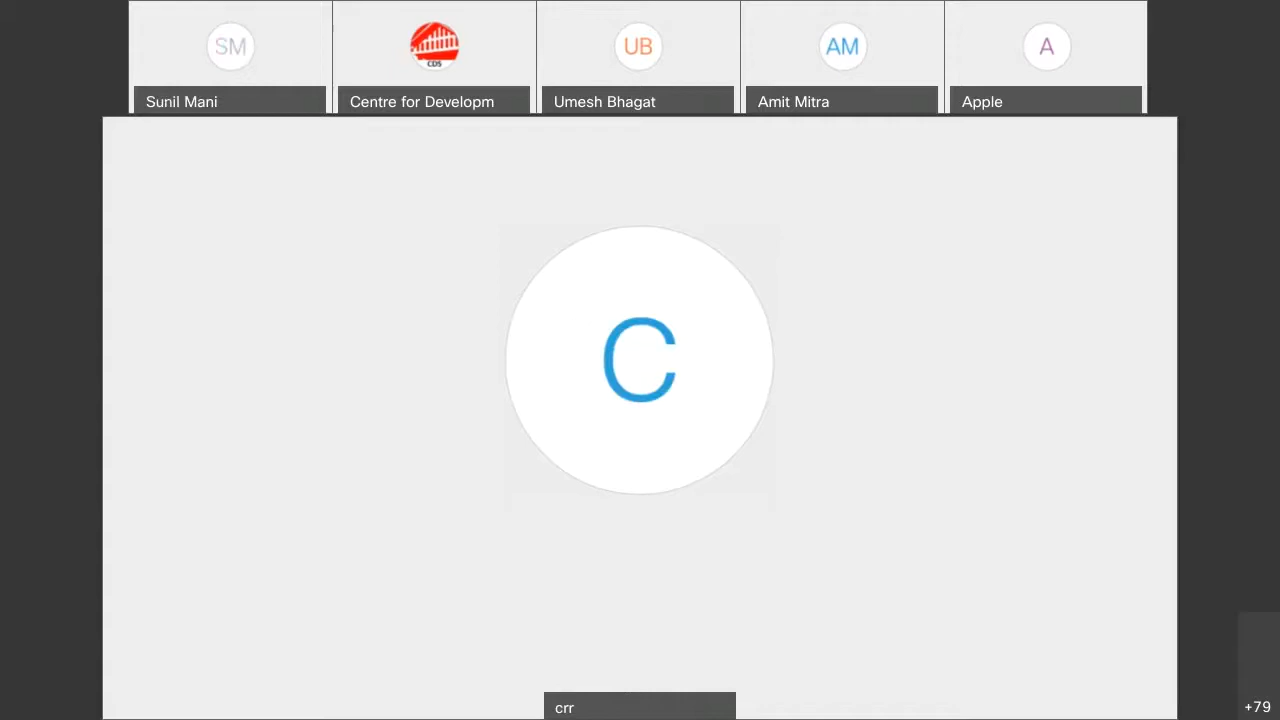 SM
CDS
UB
AM
A
Sunil Mani
Centre for Developm
Umesh Bhagat
Amit Mitra
Apple
C
crr
+79